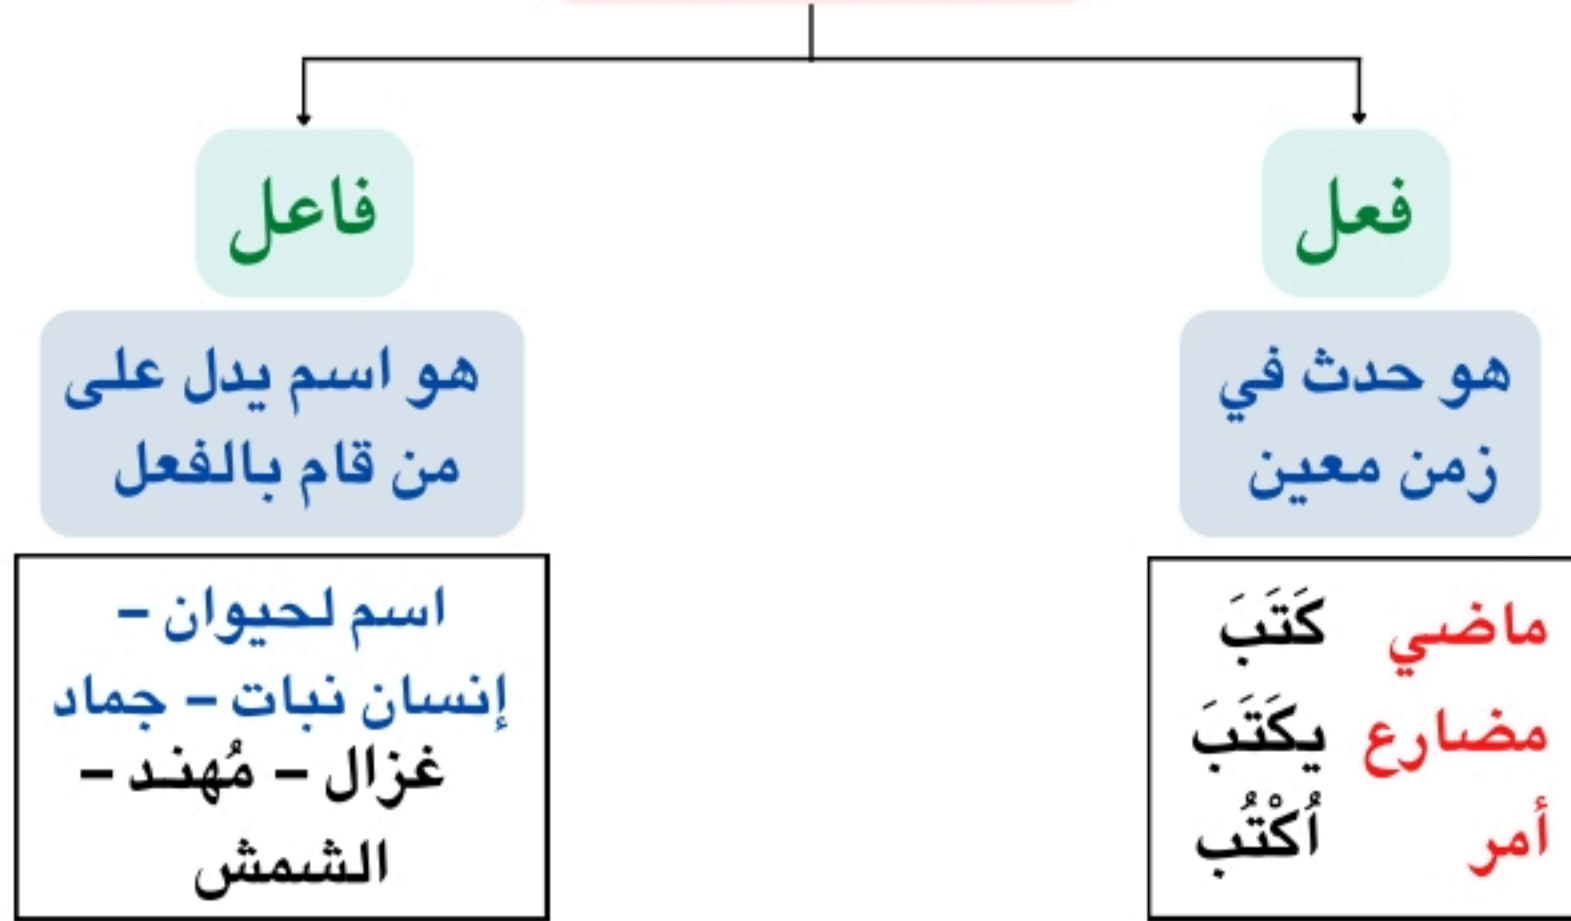 فعل
هو حدث في
زمن معين
ماضي كَتَبَ
مضارع يكَتَبَ
أمر اُكْتُب
فاعل
هو اسم يدل على
من قام بالفعل
اسم لحيوان –
إنسان نبات – جماد
غزال – مُهند –
الشمش